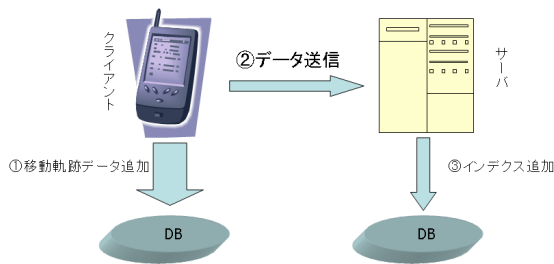 クライアント
②データ送信
サーバ
①移動軌跡データ追加
③インデクス追加
DB
DB